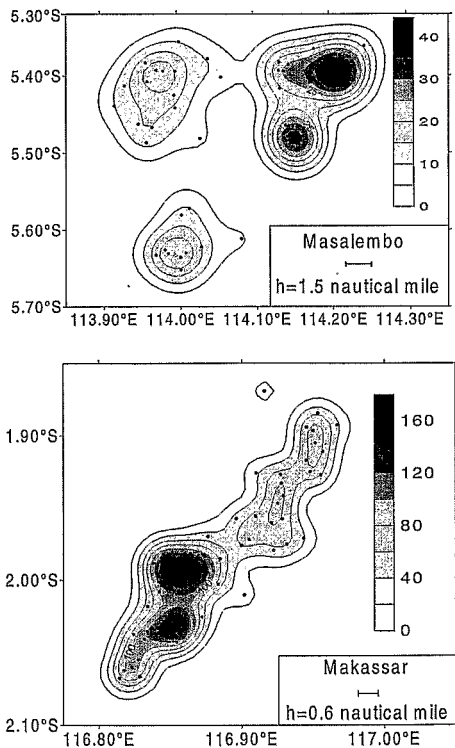 5.30°S
5.40°S
5.50°S
5.60°S
5.70°S
40
30
20
10
0
Masalembo
h=1.5 nautical mile
113.90°E 114.00°E 114.10°E 114.20°E 114.30°E
1.90°S
2.00°S
2.10°S
160
120
80
40
0
Makassar
h=0.6 nautical mile
116.80°E 116.90°E 117.00°E